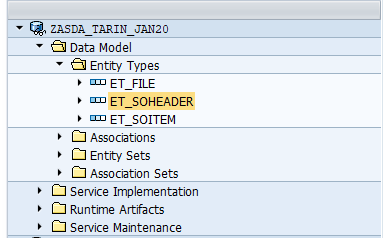 ZASDA_TARIN_JAN20
Data Model
Entity Types
ET_FILE
ET_SOHEADER
ET_SOITEM
Associations
Entity Sets
Association Sets
Service Implementation
Runtime Artifacts
Service Maintenance